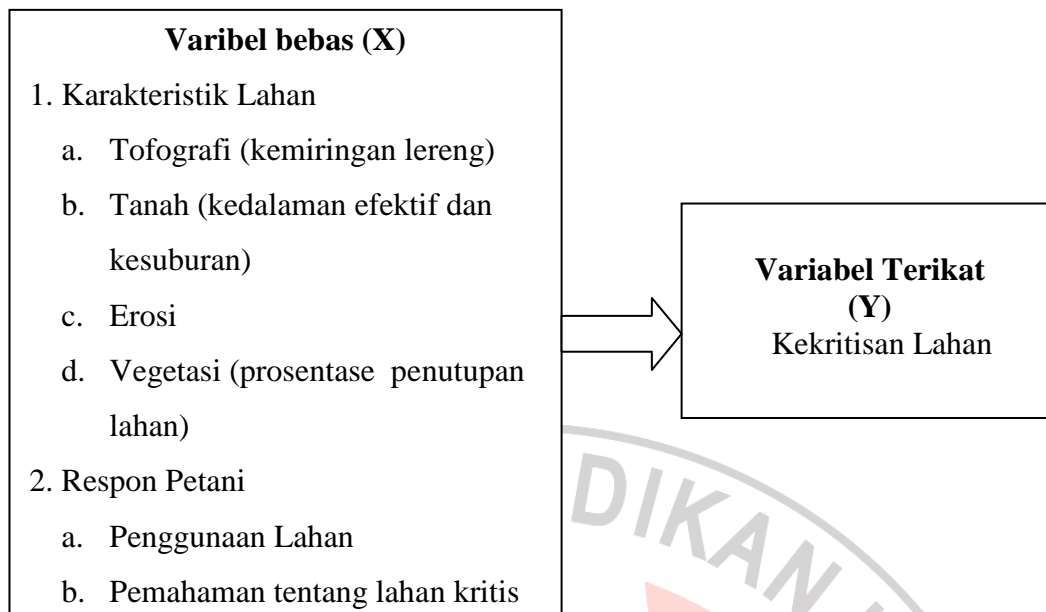 Varibel bebas (X)
1. Karakteristik Lahan
a. Tofografi (kemiringan lereng)
b. Tanah (kedalaman efektif dan
kesuburan)
c. Erosi
d. Vegetasi (prosentase penutupan
lahan)
2. Respon Petani
a. Penggunaan Lahan
b. Pemahaman tentang lahan kritis
Variabel Terikat
(Y)
Kekritisan Lahan
DIKAN